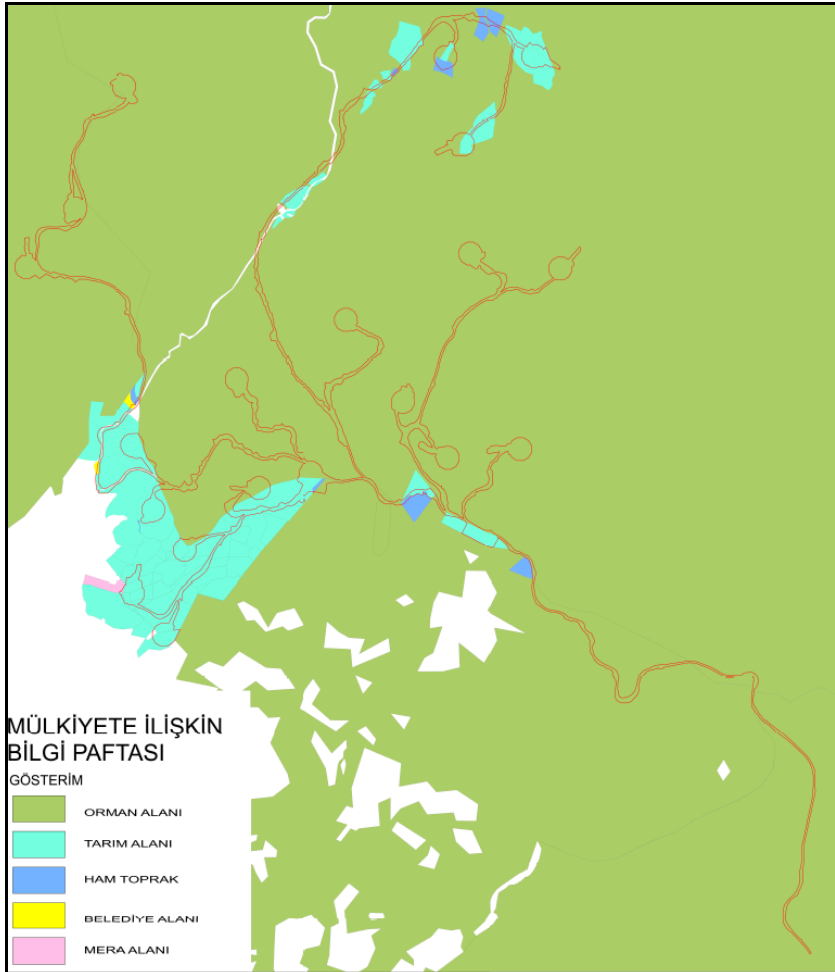 MÜLKİYETE İLİŞKİN
BİLGİ PAFTASI
GÖSTERİM
ORMAN ALANI
TARIM ALANI
HAM TOPRAK
BELEDİYE ALANI
MERA ALANI